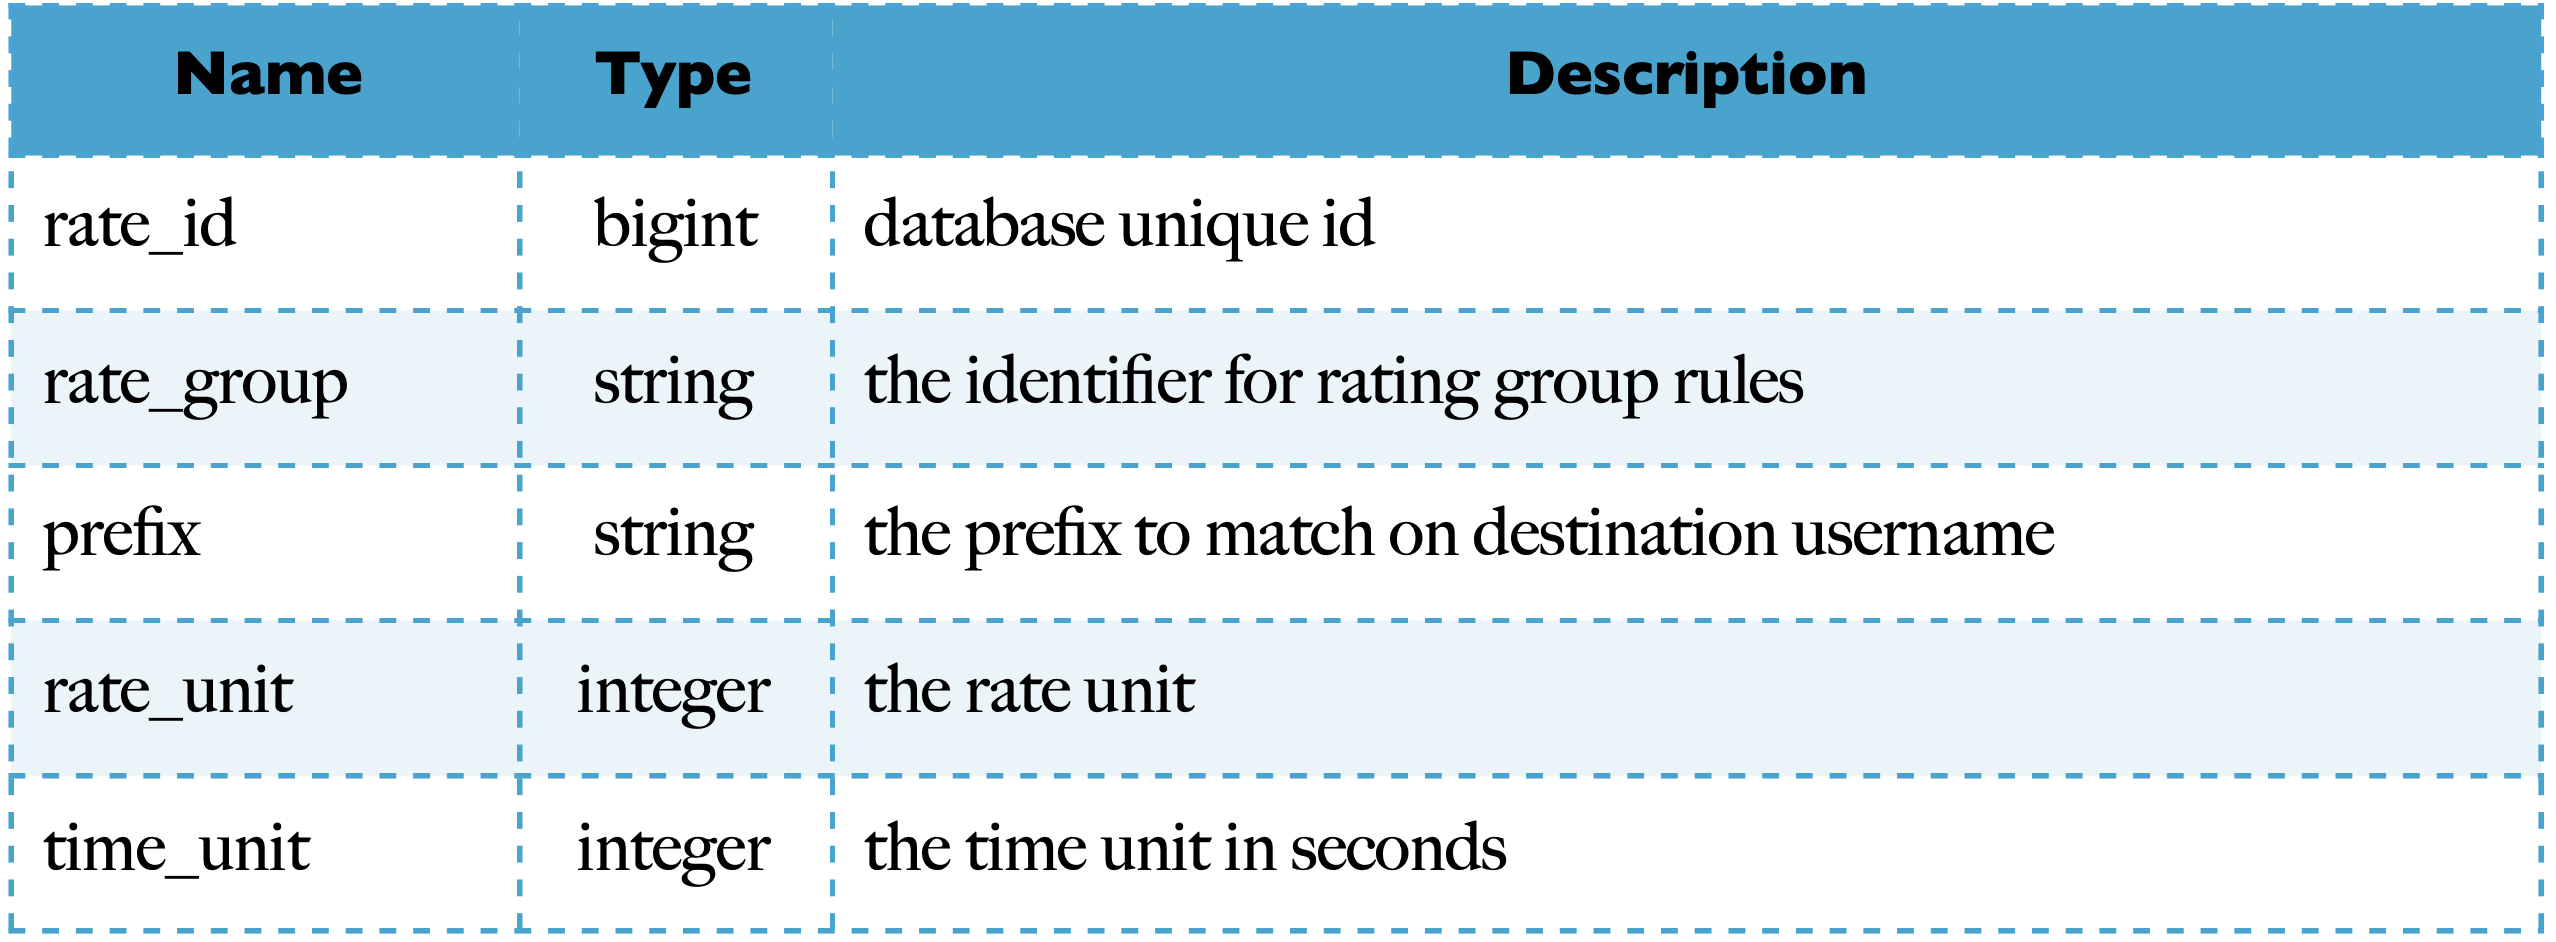 Name Type Description
rate_id bigint database unique id
rate_group string the identifier for rating group rules
prefix string the prefix to match on destination username
rate_unit integer the rate unit
time_unit integer the time unit in seconds